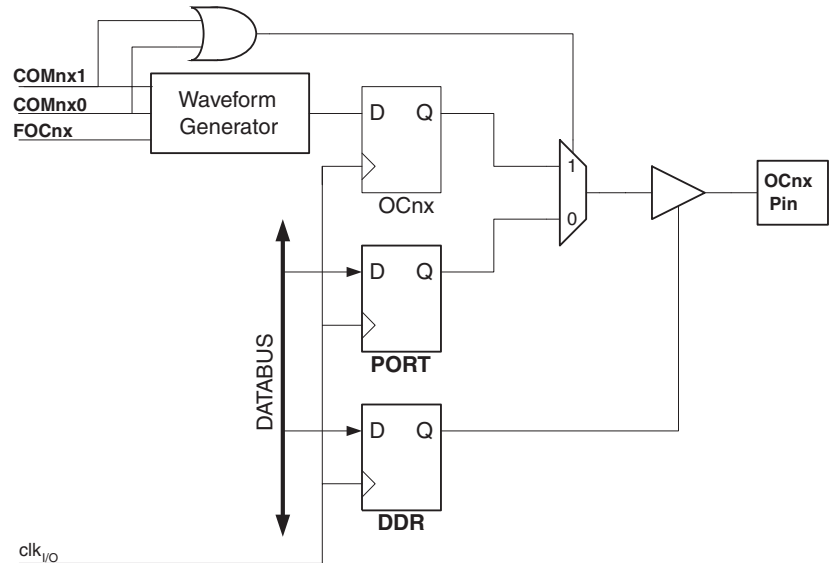 COMnx1
COMnx0
FOCnx
Waveform
Generator
D Q
OCnx
1
0
OCnx
Pin
D Q
PORT
DATABUS
D Q
DDR
clkI/O